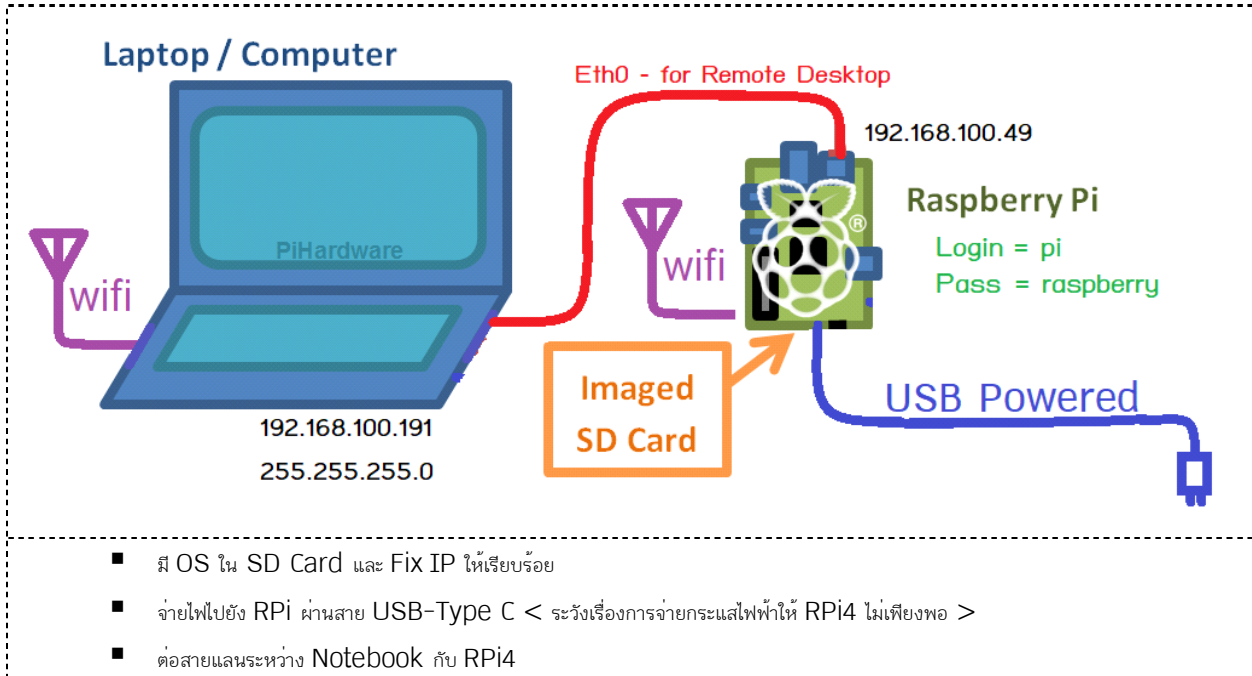 Laptop / Computer
Eth0 - for Remote Desktop
192.168.100.49
Raspberry Pi
®
Login = pi
Pass = raspberry
PiHardware
wifi
wifi
Imaged
SD Card
USB Powered
192.168.100.191
255.255.255.0
▪ มี OS ใน SD Card และ Fix IP ให้เรียบร้อย
▪ จ่ายไฟไปยัง RPi ผ่านสาย USB-Type C < ระวังเรื่องการจ่ายกระแสไฟฟ้าให้ RPi4 ไม่เพียงพอ >
▪ ต่อสายแลนระหว่าง Notebook กับ RPi4